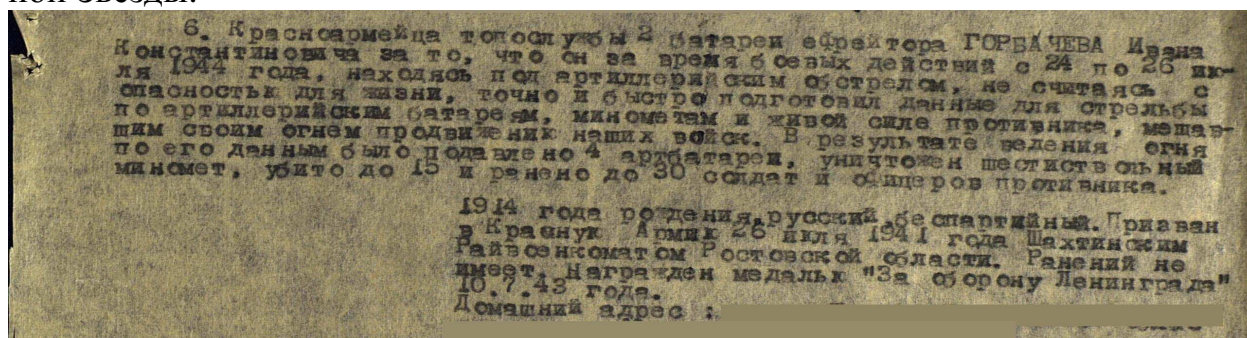 ной Звезды.
6. Красноармейца топослужбы 2 батареи ефрейтора ГОРБАЧЕВА Ивана
Константиновича за то, что он за время боевых действий с 24 по 26 ию-
ля 1944 года, находясь под артиллерийским обстрелом, не считаясь с
опасностью для жизни, точно и быстро подготовил данные для стрельбы
по артиллерийским батареям, минометам и живой силе противника, мешав-
шим своим огнем продвижению наших войск. В результате ведения огня
по его данным было подавлено 4 артбатареи, уничтожен шестиствольный
миномет, убито до 15 и ранено до 30 солдат и офицеров противника.
1914 года рождения, русский, беспартийный. Призван
в Красную Армию 26 июля 1941 года Шахтинским
Райвоенкоматом Ростовской области. Ранений не
имеет. Награжден медалью "За оборону Ленинграда"
10.7.43 года.
Домашний адрес :